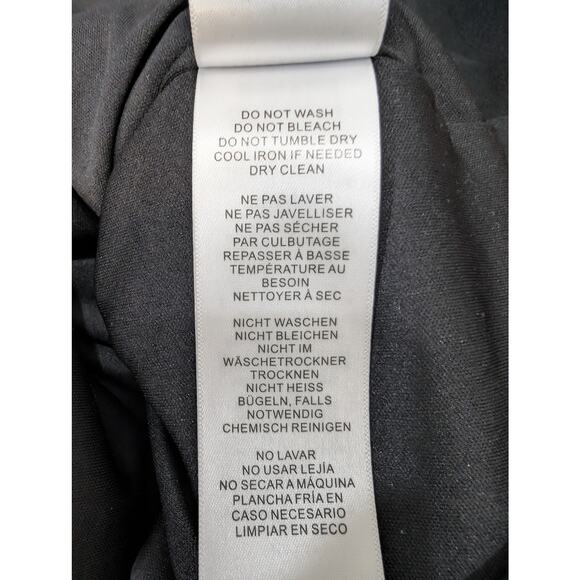 DO NOT WASH
DO NOT BLEACH
DO NOT TUMBLE DRY
COOL IRON IF NEEDED
DRY CLEAN
NE PAS LAVER
NE PAS JAVELLISER
NE PAS SÉCHER
PAR CULBUTAGE
REPASSER À BASSE
TEMPÉRATURE AU
BESOIN
NETTOYER À SEC
NICHT WASCHEN
NICHT BLEICHEN
NICHT IM
WÄSCHETROCKNER
TROCKNEN
NICHT HEISS
BÜGELN, FALLS
NOTWENDIG
CHEMISCH REINIGEN
NO LAVAR
NO USAR LEJÍA
NO SECAR A MÁQUINA
PLANCHA FRÍA EN
CASO NECESARIO
LIMPIAR EN SECO